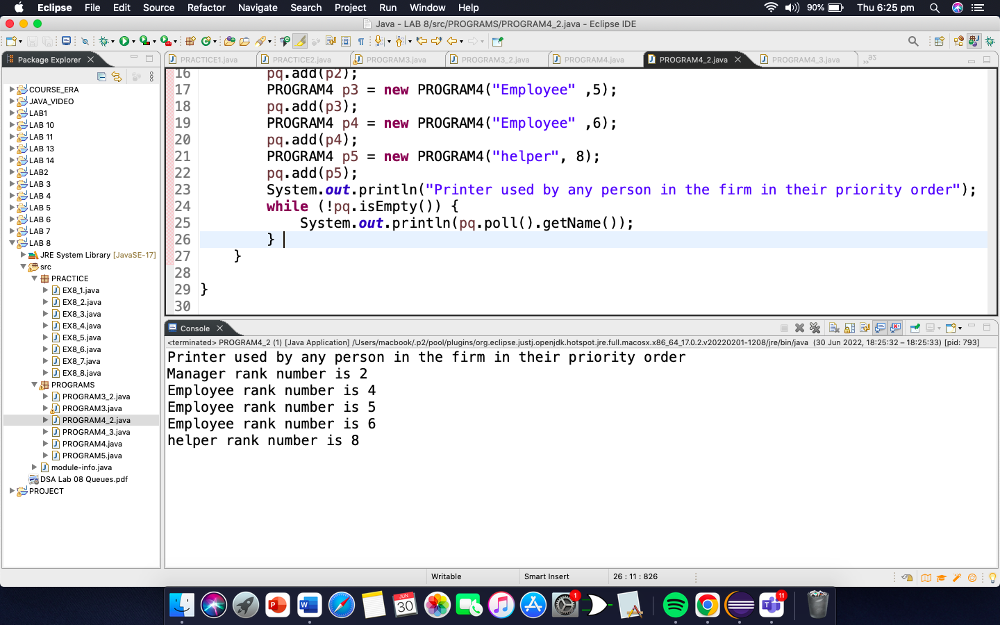 Eclipse File Edit Source Refactor Navigate Search Project Run Window Help 90% Thu 6:25 pm
Java - LAB 8/src/PROGRAMS/PROGRAM4_2.java - Eclipse IDE
Package Explorer
COURSE_ERA
JAVA_VIDEO
LAB1
LAB 10
LAB 11
LAB 13
LAB 14
LAB2
LAB 3
LAB 4
LAB 5
LAB 6
LAB 7
LAB 8
JRE System Library [JavaSE-17]
src
PRACTICE
EX8_1.java
EX8_2.java
EX8_3.java
EX8_4.java
EX8_5.java
EX8_6.java
EX8_7.java
EX8_8.java
PROGRAMS
PROGRAM3_2.java
PROGRAM3.java
PROGRAM4_2.java
PROGRAM4_3.java
PROGRAM4.java
PROGRAM5.java
module-info.java
DSA Lab 08 Queues.pdf
PROJECT
PRACTICE1.java PRACTICE2.java PROGRAM3.java PROGRAM3_2.java PROGRAM4.java PROGRAM4_2.java PROGRAM4_3.java
16 pq.add(p2);
17 PROGRAM4 p3 = new PROGRAM4("Employee" ,5);
18 pq.add(p3);
19 PROGRAM4 p4 = new PROGRAM4("Employee" ,6);
20 pq.add(p4);
21 PROGRAM4 p5 = new PROGRAM4("helper", 8);
22 pq.add(p5);
23 System.out.println("Printer used by any person in the firm in their priority order");
24 while (!pq.isEmpty()) {
25 System.out.println(pq.poll().getName());
26 }
27 }
28
29 }
30
Console
<terminated> PROGRAM4_2 (1) [Java Application] /Users/macbook/.p2/pool/plugins/org.eclipse.justj.openjdk.hotspot.jre.full.macosx.x86_64_17.0.2.v20220201-1208/jre/bin/java (30 Jun 2022, 18:25:32 – 18:25:33) [pid: 793]
Printer used by any person in the firm in their priority order
Manager rank number is 2
Employee rank number is 4
Employee rank number is 5
Employee rank number is 6
helper rank number is 8
Writable Smart Insert 26 : 11 : 826
JUN
30
1
11